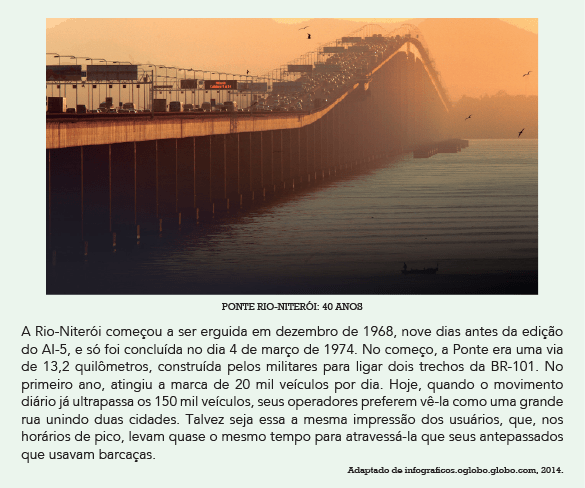 PONTE RIO-NITERÓI: 40 ANOS
A Rio-Niterói começou a ser erguida em dezembro de 1968, nove dias antes da edição
do AI-5, e só foi concluída no dia 4 de março de 1974. No começo, a Ponte era uma via
de 13,2 quilômetros, construída pelos militares para ligar dois trechos da BR-101. No
primeiro ano, atingiu a marca de 20 mil veículos por dia. Hoje, quando o movimento
diário já ultrapassa os 150 mil veículos, seus operadores preferem vê-la como uma grande
rua unindo duas cidades. Talvez seja essa a mesma impressão dos usuários, que, nos
horários de pico, levam quase o mesmo tempo para atravessá-la que seus antepassados
que usavam barcaças.
Adaptado de infograficos.oglobo.globo.com, 2014.